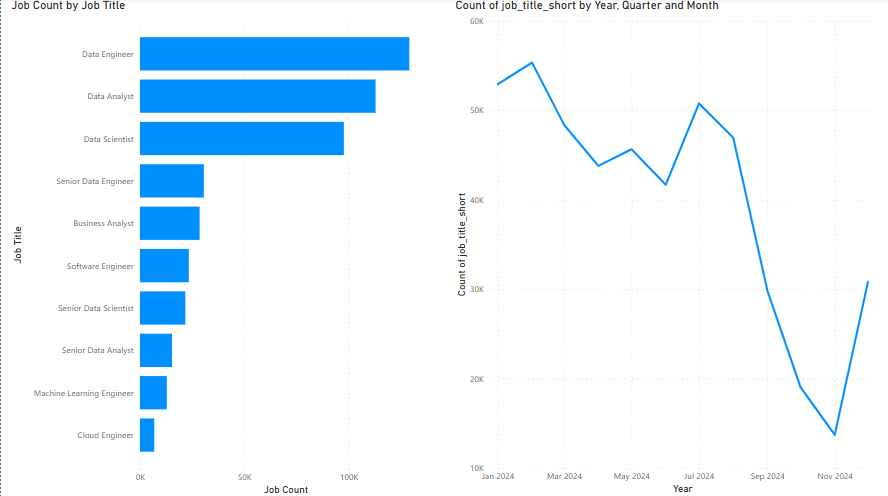 Job Count by Job Title
Data Engineer
Data Analyst
Data Scientist
Senior Data Engineer
Business Analyst
Software Engineer
Senior Data Scientist
Senior Data Analyst
Machine Learning Engineer
Cloud Engineer
Job Title
0K 50K 100K
Job Count
Count of job_title_short by Year, Quarter and Month
60K
50K
40K
30K
20K
10K
Count of job_title_short
Jan 2024 Mar 2024 May 2024 Jul 2024 Sep 2024 Nov 2024
Year